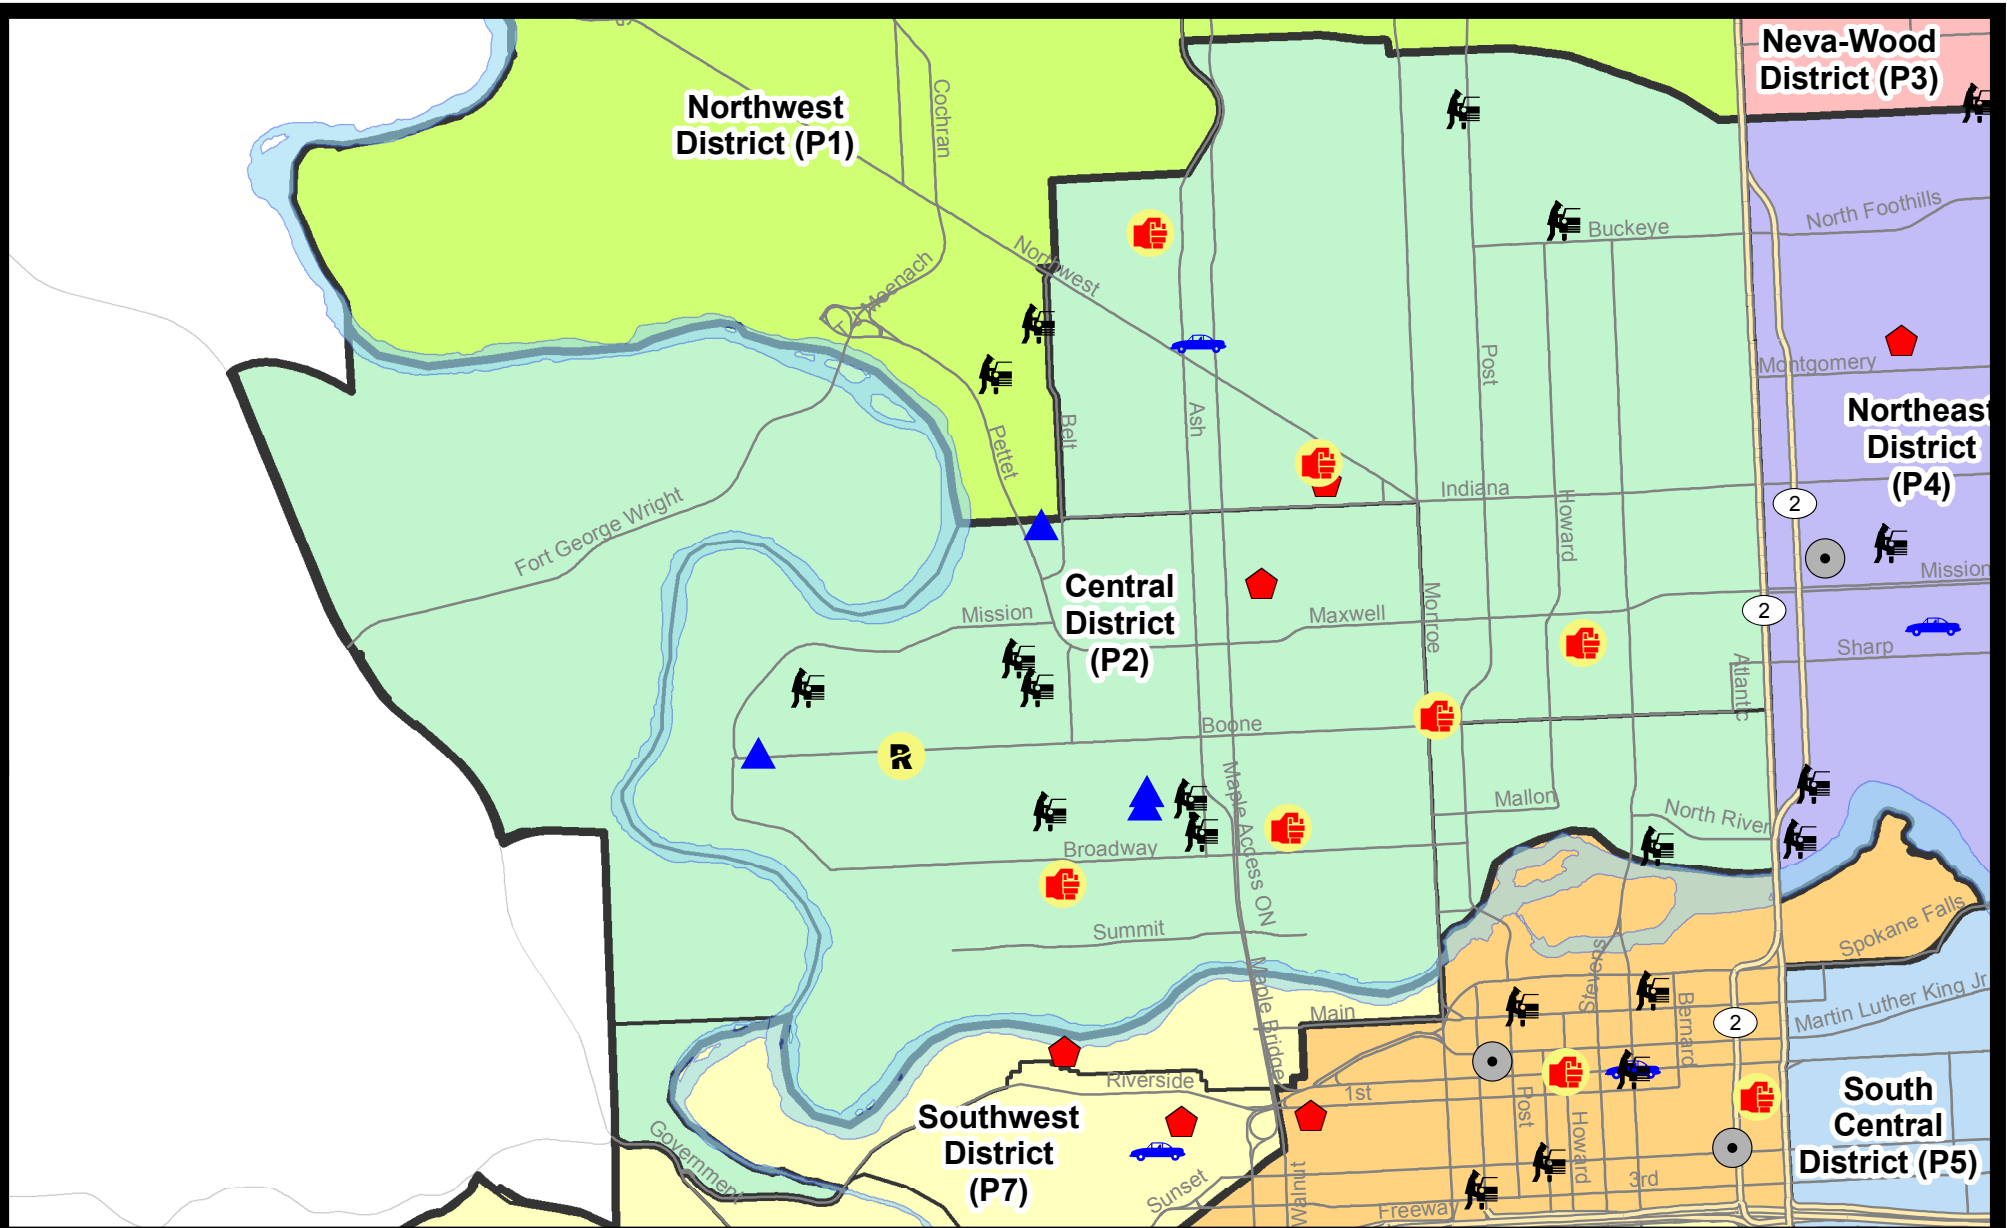 Neva-Wood
District (P3)
Northwest
District (P1)
Cochran
North Foothills
Buckeye
Northwest
T J Meenach
Post
Montgomery
Ash
Belt
Northeast
District
(P4)
Pettet
Indiana
2
Howard
Fort George Wright
Mission
Central
District
(P2)
Monroe
Mission
Maxwell
2
Sharp
Atlantic
Boone
Maple Access ON
Mallon
North River
Broadway
Summit
Spokane Falls
Stevens
Maple Bridge
Main
Bernard
2
Martin Luther King Jr
Riverside
1st
Post
Howard
South
Central
District (P5)
Southwest
District
(P7)
Government
Sunset
Walnut
3rd
Freeway
R